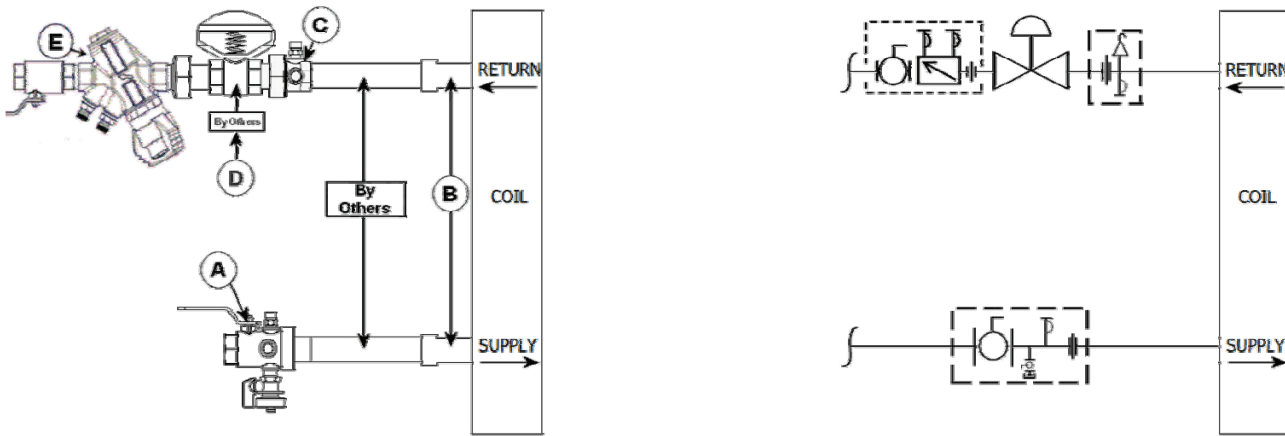 E
C
RETURN
By Others
D
By
Others
B
COIL
A
SUPPLY
RETURN
COIL
SUPPLY